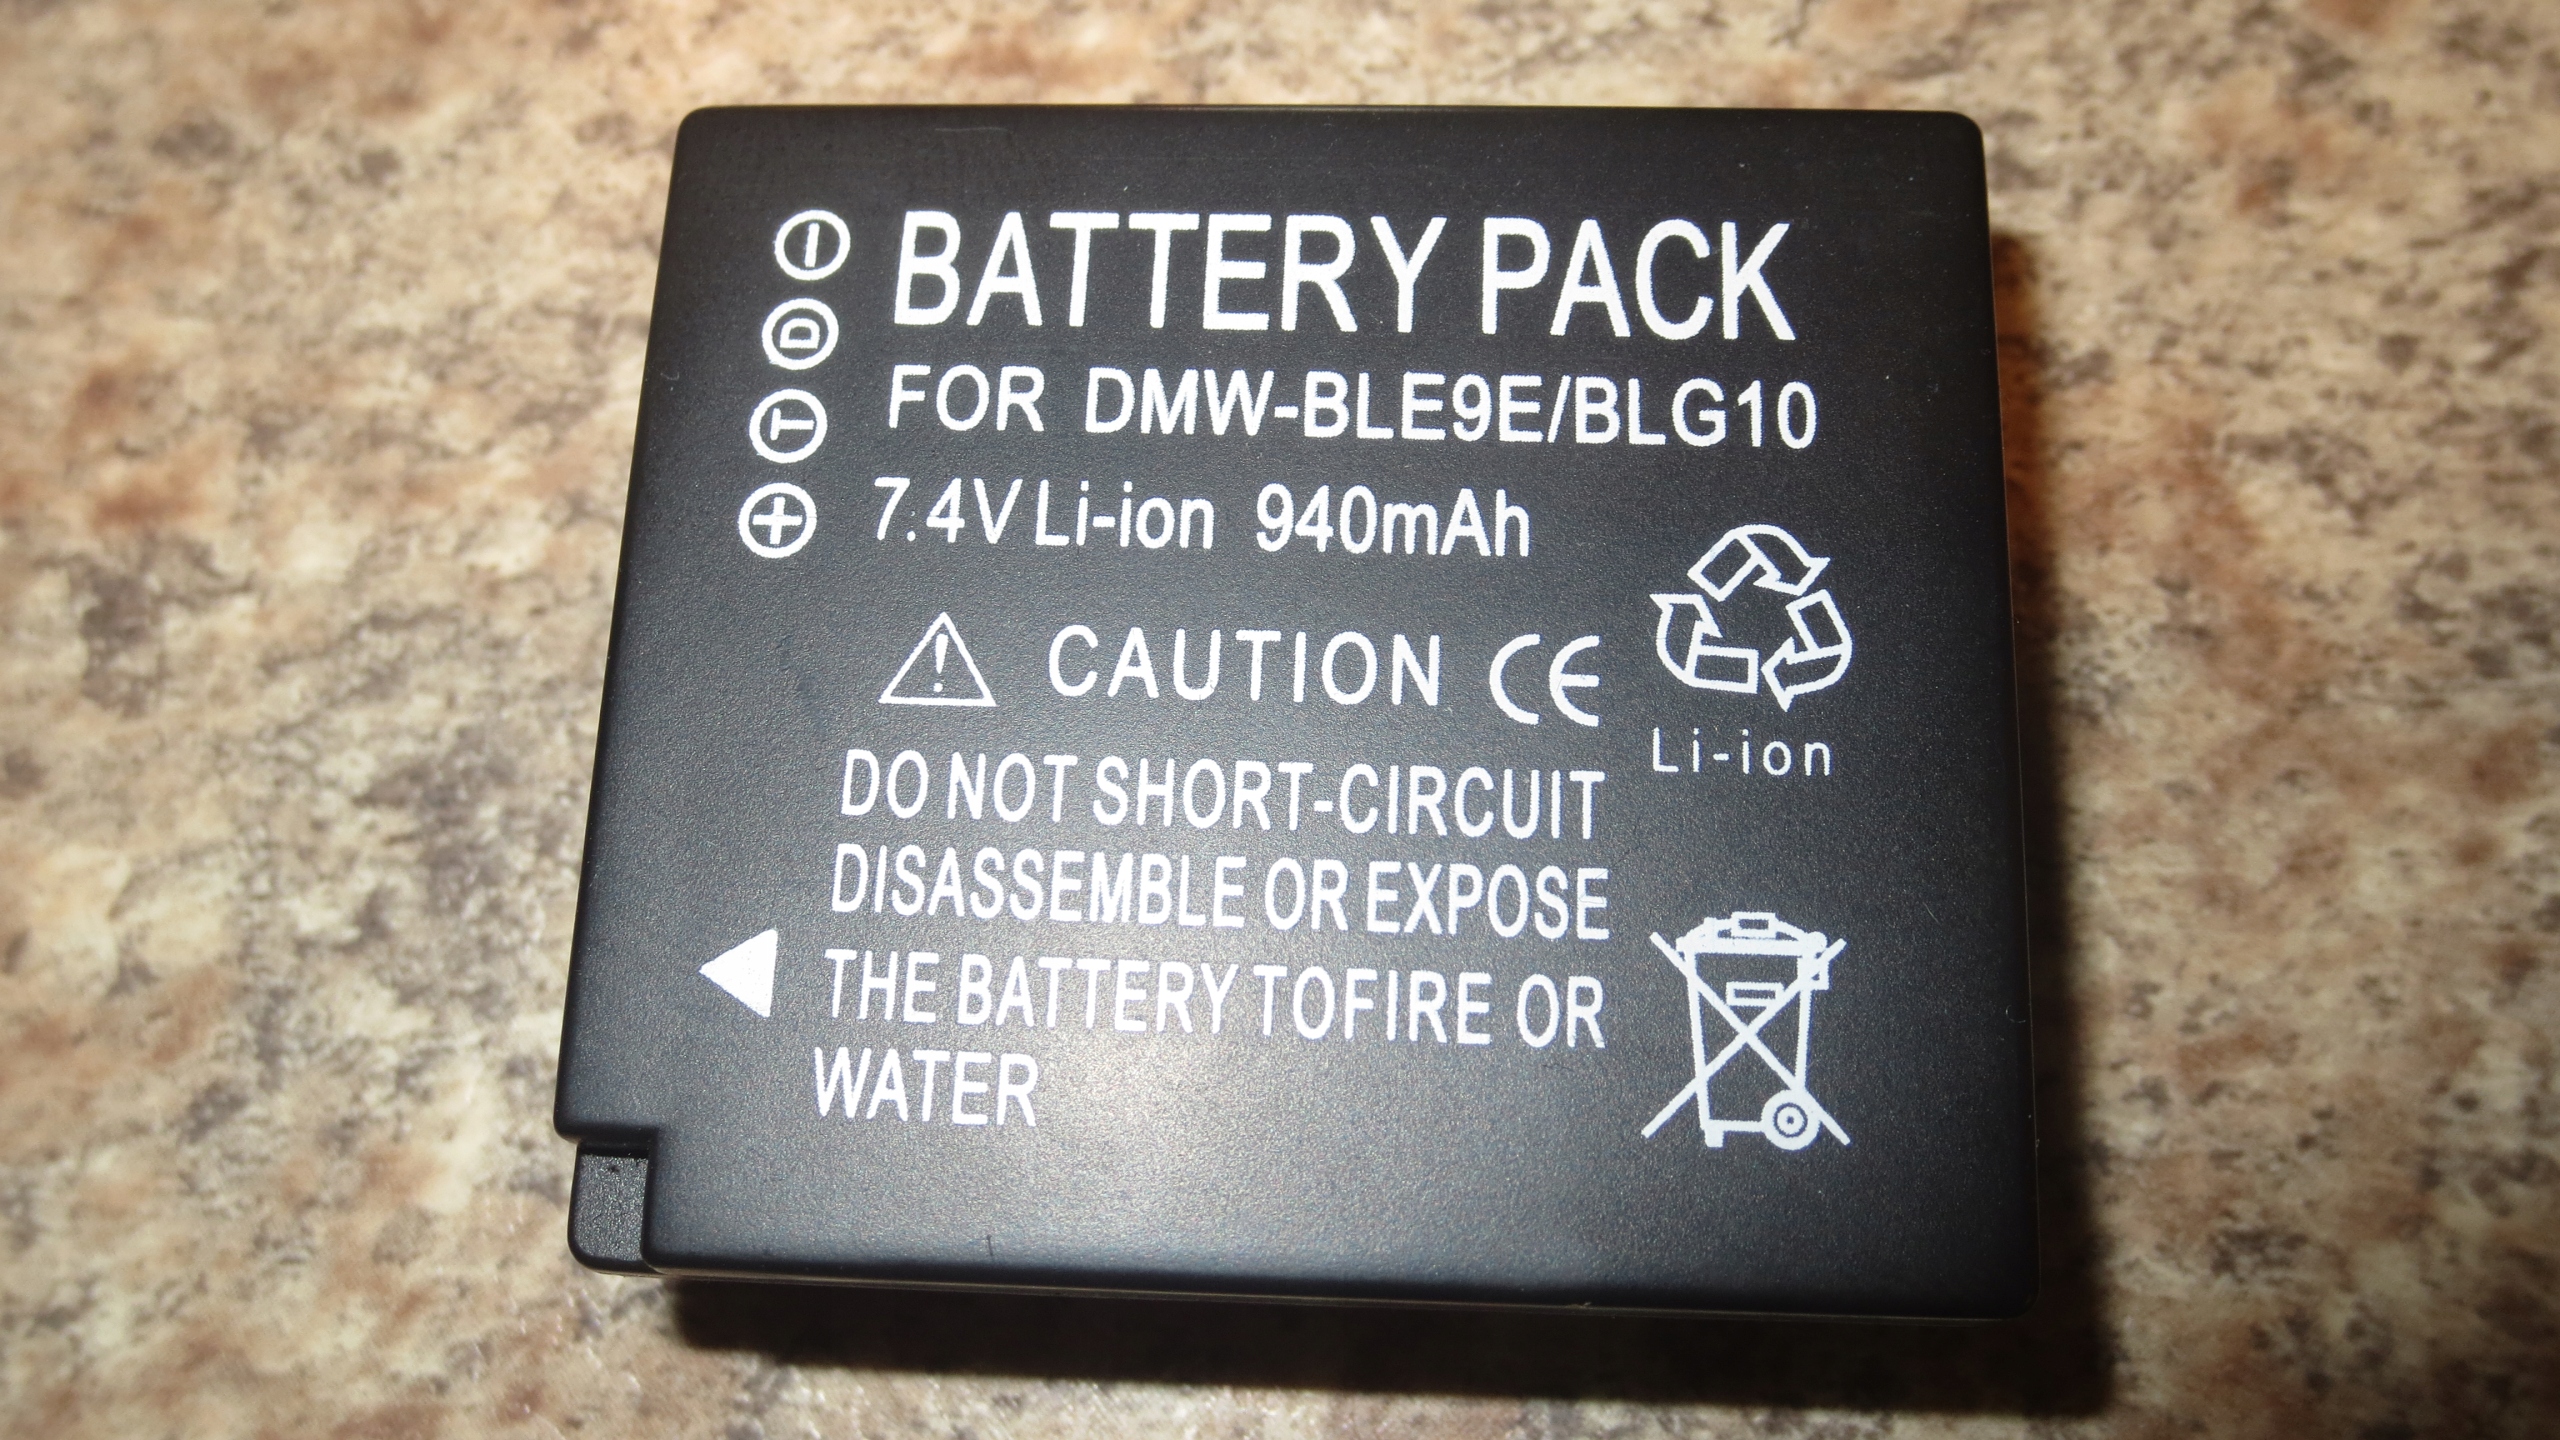 BATTERY PACK
FOR DMW-BLE9E/BLG10
7.4V Li-ion 940mAh
D
T
CAUTION CE
Li-ion
DO NOT SHORT-CIRCUIT
DISASSEMBLE OR EXPOSE
THE BATTERY TOFIRE OR
WATER